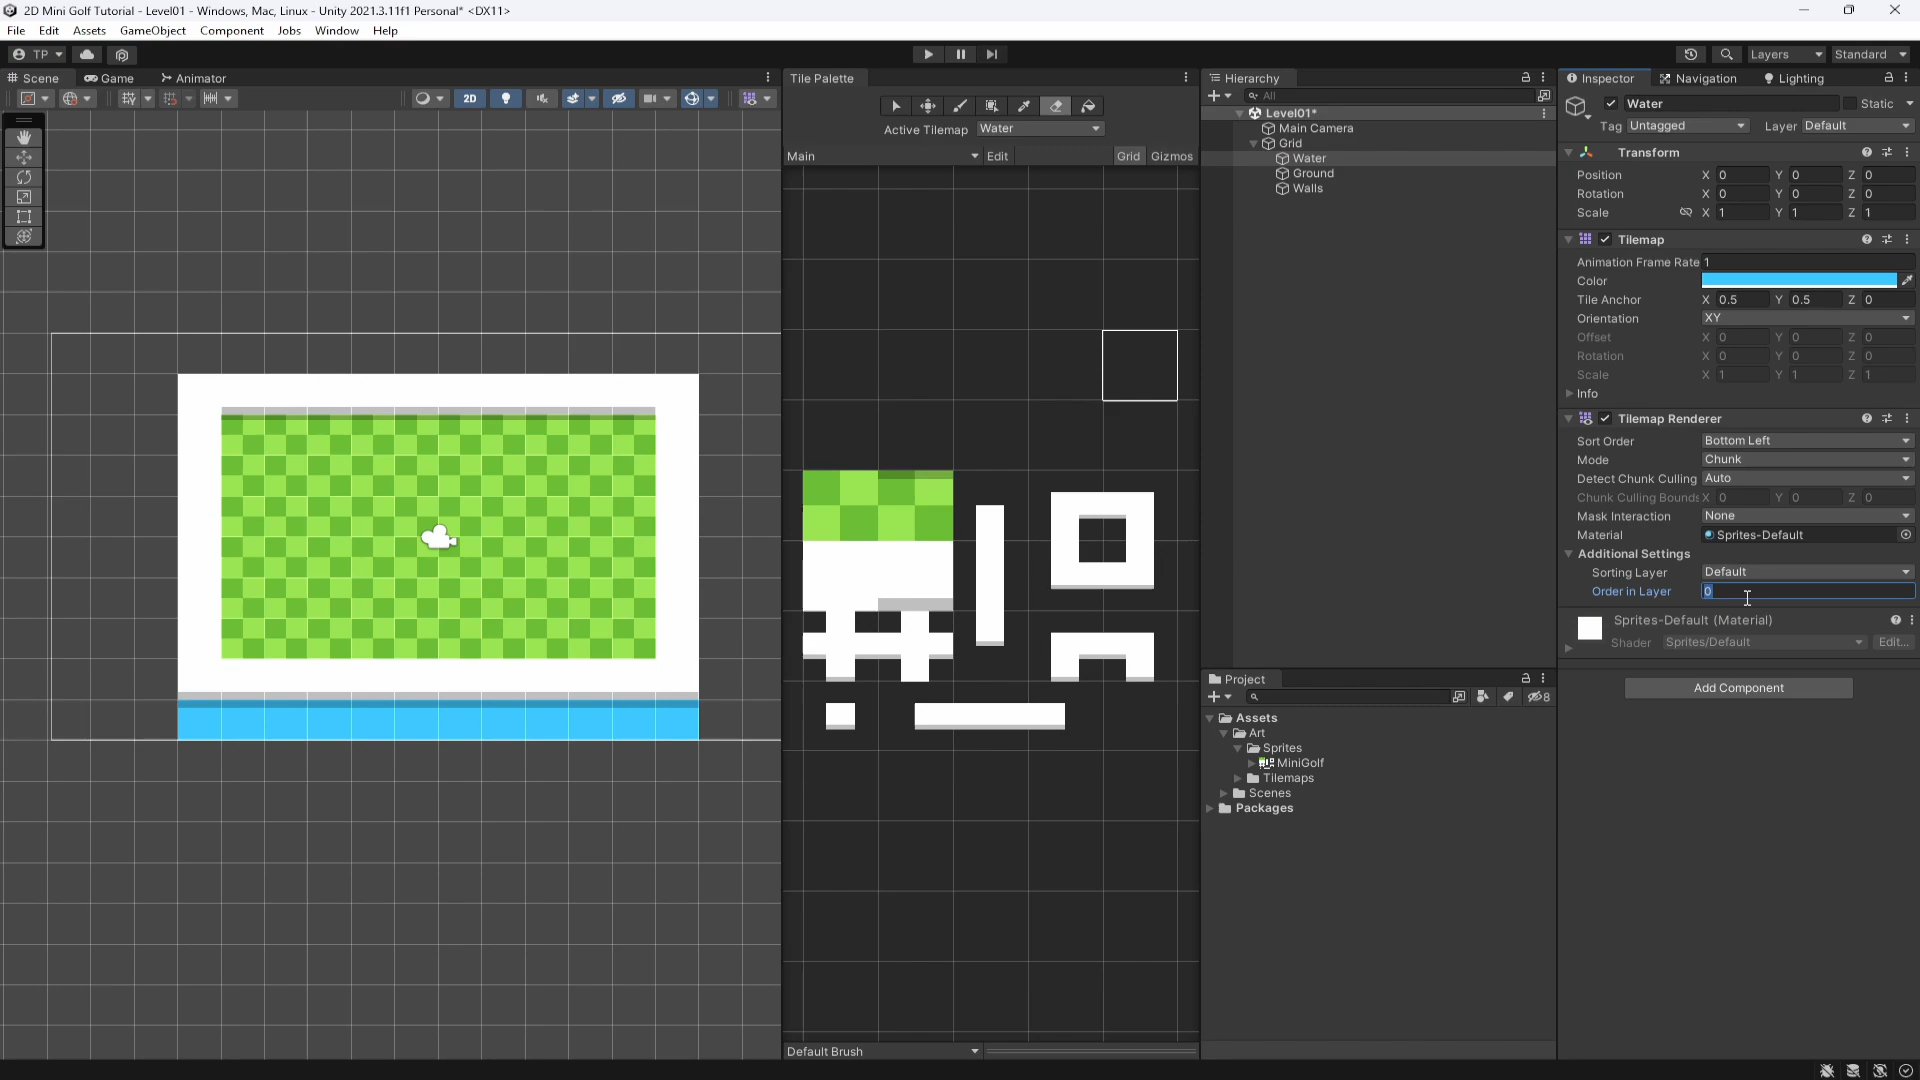 2D Mini Golf Tutorial - Level01 - Windows, Mac, Linux - Unity 2021.3.11f1 Personal* <DX11>
File Edit Assets GameObject Component Jobs Window Help
TP Layers Standard
Scene Game Animator
2D
Tile Palette
Active Tilemap Water
Main Edit Grid Gizmos
Default Brush
Hierarchy
All
Level01*
Main Camera
Grid
Water
Ground
Walls
Project
8
Assets
Art
Sprites
MiniGolf
Tilemaps
Scenes
Packages
Inspector Navigation Lighting
Water Static
Tag Untagged Layer Default
Transform
Position X 0 Y 0 Z 0
Rotation X 0 Y 0 Z 0
Scale X 1 Y 1 Z 1
Tilemap
Animation Frame Rate 1
Color
Tile Anchor X 0.5 Y 0.5 Z 0
Orientation XY
Offset X 0 Y 0 Z 0
Rotation X 0 Y 0 Z 0
Scale X 1 Y 1 Z 1
Info
Tilemap Renderer
Sort Order Bottom Left
Mode Chunk
Detect Chunk Culling Auto
Chunk Culling Bounds X 0 Y 0 Z 0
Mask Interaction None
Material Sprites-Default
Additional Settings
Sorting Layer Default
Order in Layer 0
Sprites-Default (Material)
Shader Sprites/Default Edit...
Add Component